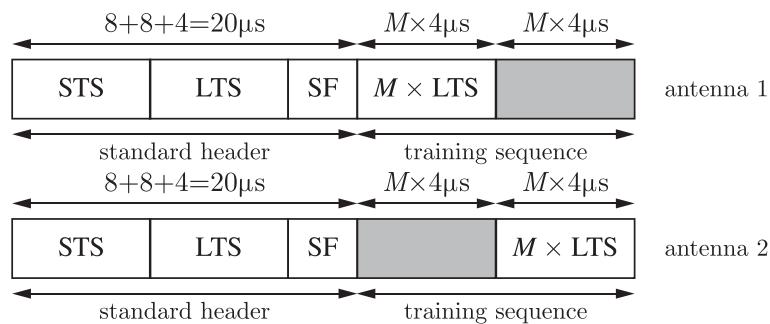 8+8+4=20μs M×4μs M×4μs
STS LTS SF M × LTS antenna 1
standard header training sequence
8+8+4=20μs M×4μs M×4μs
STS LTS SF M × LTS antenna 2
standard header training sequence